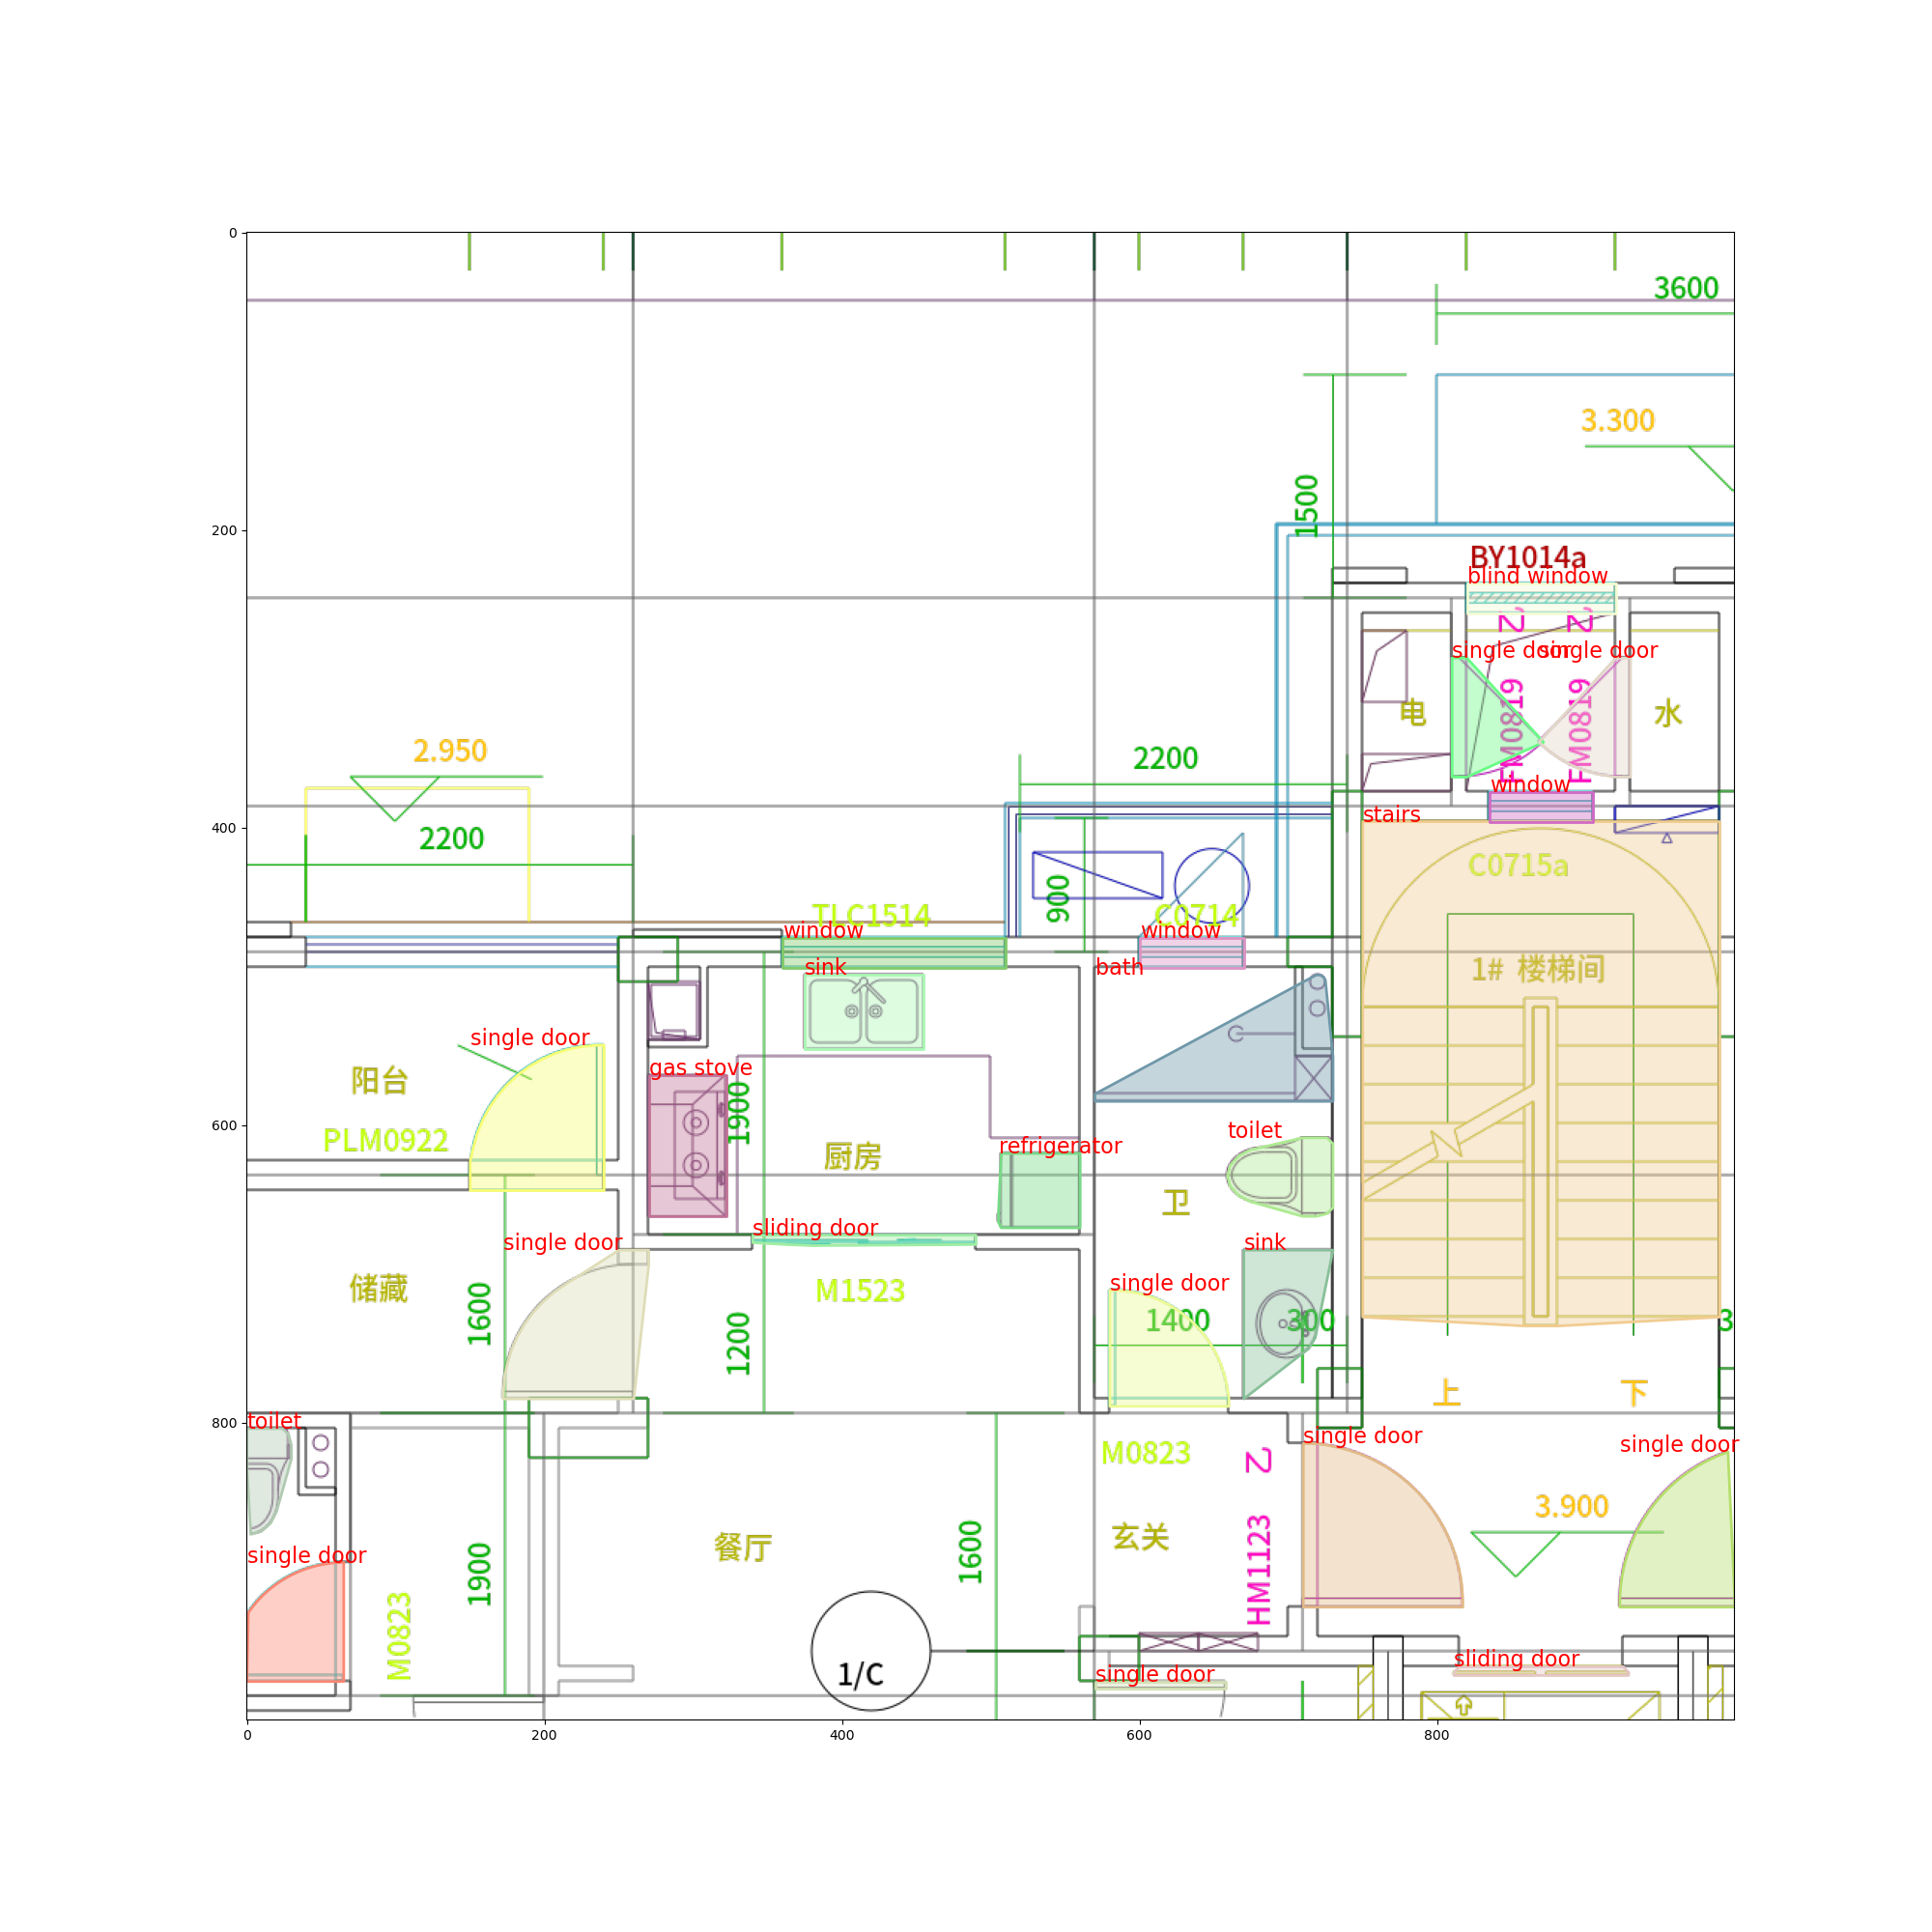 0
3600
3.300
200
1500
BY1014a
blind window
乙
乙
single door
single door
电
FM0819
FM0819
水
2.950
2200
window
stairs
400
2200
C0715a
900
TLC1514
C0714
window
window
sink
bath
1# 楼梯间
single door
gas stove
阳台
1900
600
PLM0922
厨房
toilet
refrigerator
卫
sliding door
single door
sink
储藏
M1523
single door
1600
1200
1400
300
3
上
下
800
toilet
M0823
乙
single door
single door
3.900
餐厅
1600
玄关
HM1123
single door
1900
M0823
1/C
single door
sliding door
0
200
400
600
800